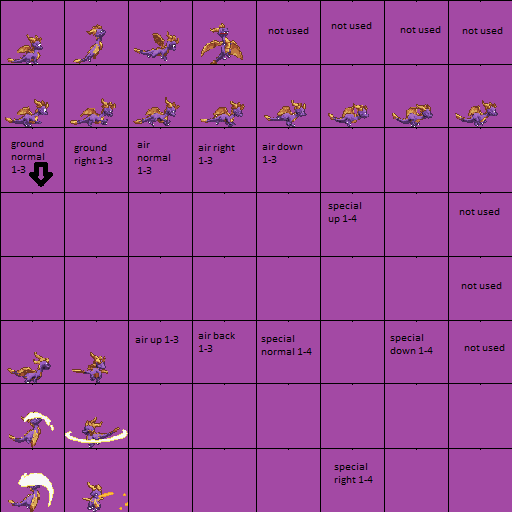 not used
not used
not used
not used
ground
normal
1-3
ground
right 1-3
air
normal
1-3
air right
1-3
air down
1-3
special
up 1-4
not used
not used
air up 1-3
air back
1-3
special
normal 1-4
special
down 1-4
not used
special
right 1-4